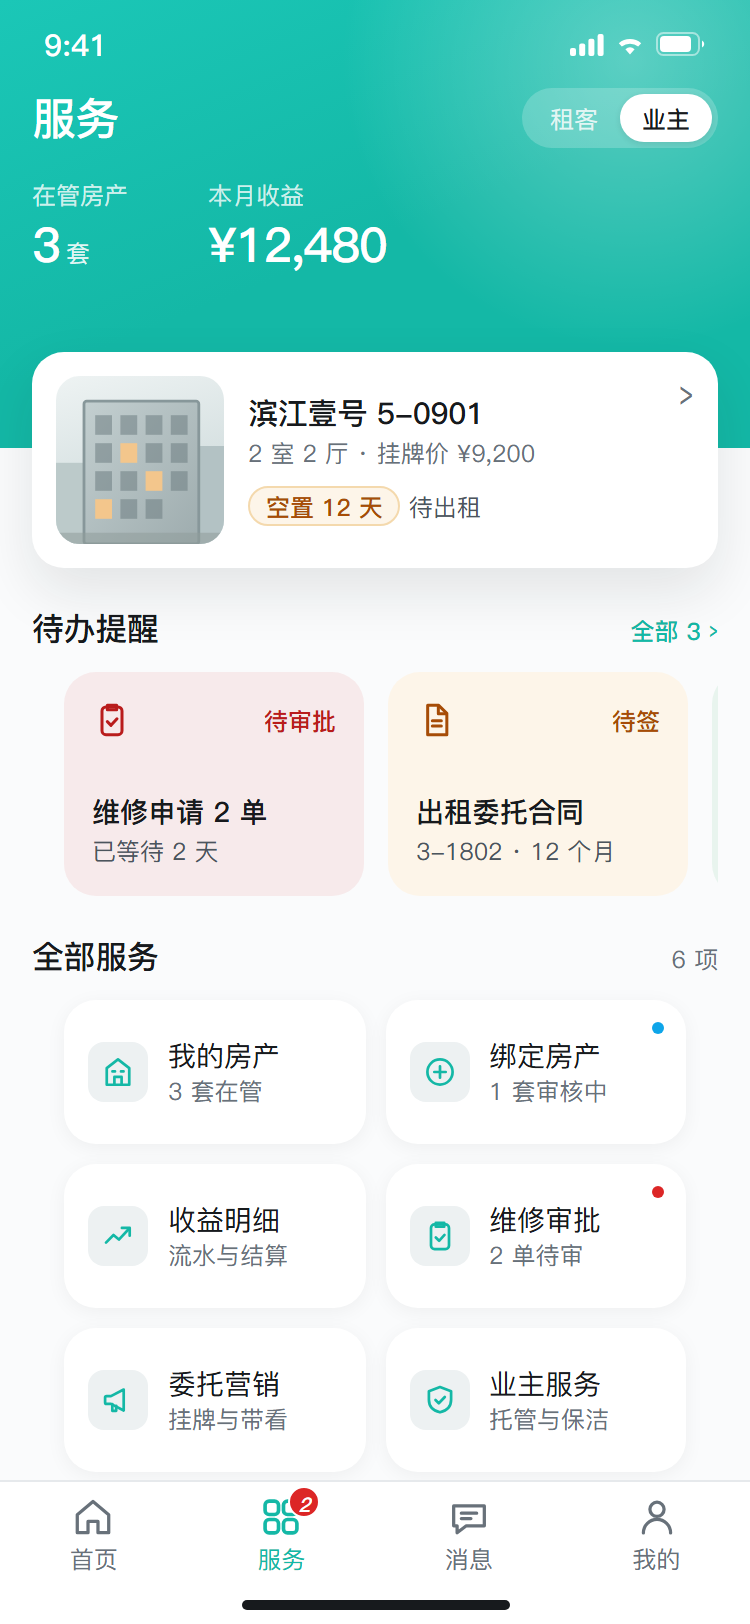 9:41
服务
租客 业主
在管房产 本月收益
3 套 ¥12,480
滨江壹号 5-0901
2 室 2 厅 · 挂牌价 ¥9,200
空置 12 天 待出租
待办提醒 全部 3
待审批 待签
维修申请 2 单 出租委托合同
已等待 2 天 3-1802 · 12 个月
全部服务 6 项
我的房产 绑定房产
3 套在管 1 套审核中
收益明细 维修审批
流水与结算 2 单待审
委托营销 业主服务
挂牌与带看 托管与保洁
2
首页 服务 消息 我的